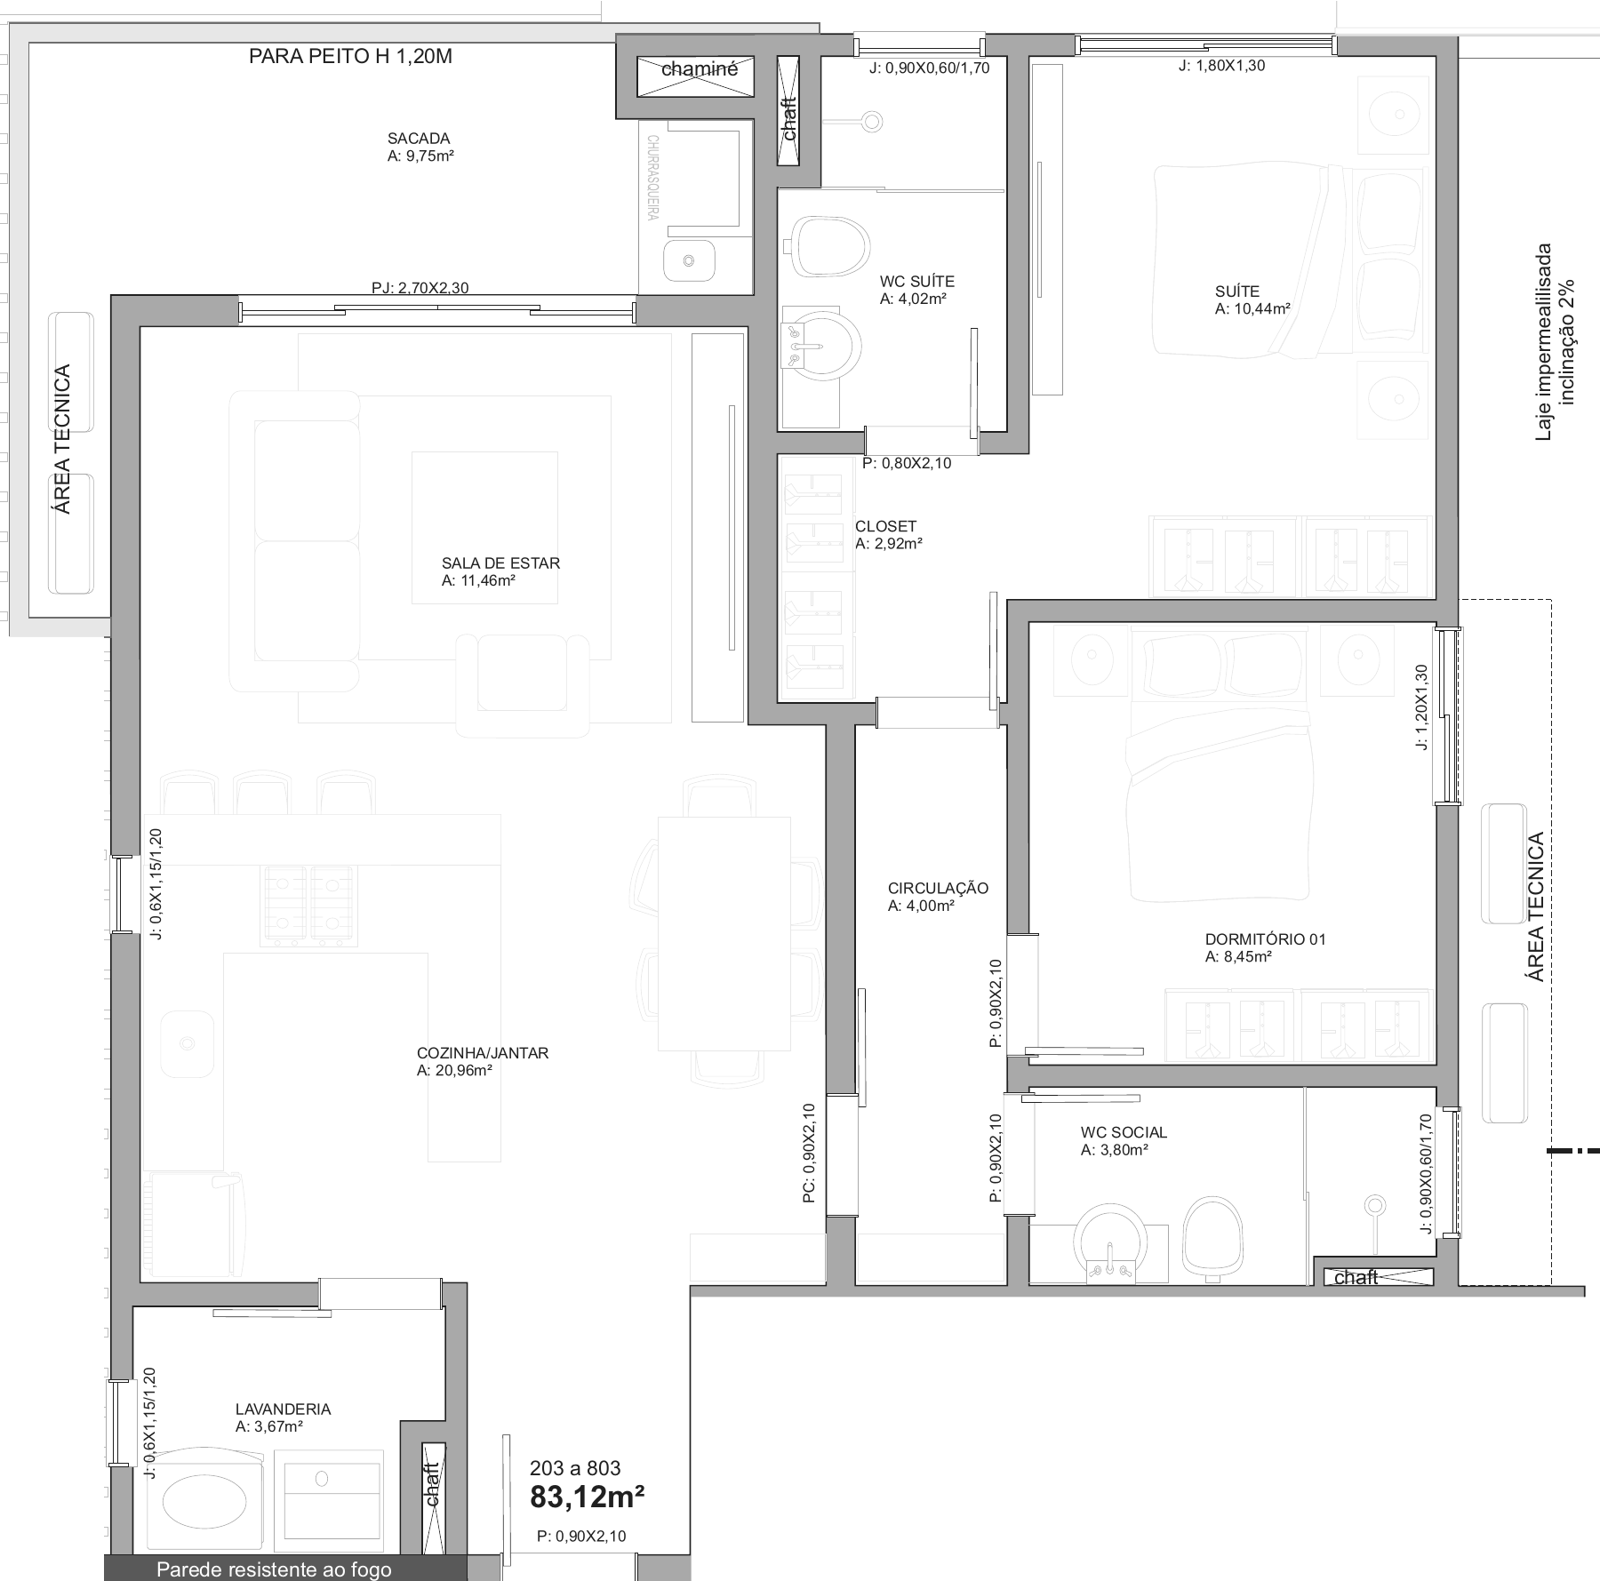 PARA PEITO H 1,20M
chaminé
chaft
J: 0,90X0,60/1,70
J: 1,80X1,30
SACADA
A: 9,75m²
CHURRASQUEIRA
WC SUÍTE
A: 4,02m²
SUÍTE
A: 10,44m²
Laje impermealilisada
inclinação 2%
PJ: 2,70X2,30
ÁREA TECNICA
P: 0,80X2,10
CLOSET
A: 2,92m²
SALA DE ESTAR
A: 11,46m²
J: 1,20X1,30
J: 0,6X1,15/1,20
CIRCULAÇÃO
A: 4,00m²
ÁREA TECNICA
DORMITÓRIO 01
A: 8,45m²
P: 0,90X2,10
COZINHA/JANTAR
A: 20,96m²
PC: 0,90X2,10
P: 0,90X2,10
WC SOCIAL
A: 3,80m²
J: 0,90X0,60/1,70
chaft
LAVANDERIA
A: 3,67m²
J: 0,6X1,15/1,20
chaft
203 a 803
83,12m²
P: 0,90X2,10
Parede resistente ao fogo